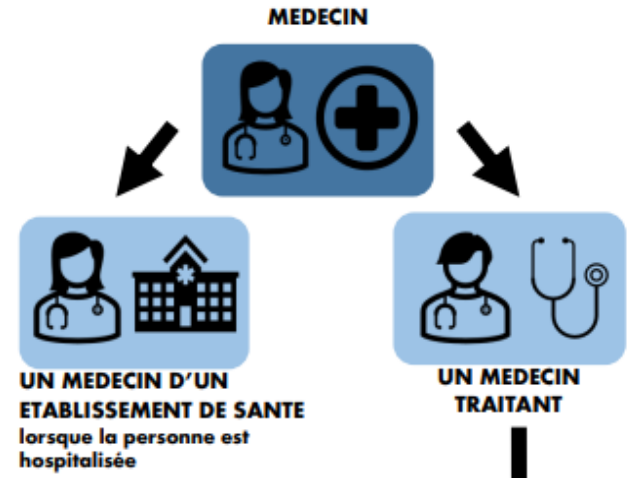 MEDECIN
UN MEDECIN D'UN
ETABLISSEMENT DE SANTE
lorsque la personne est
hospitalisée
UN MEDECIN
TRAITANT